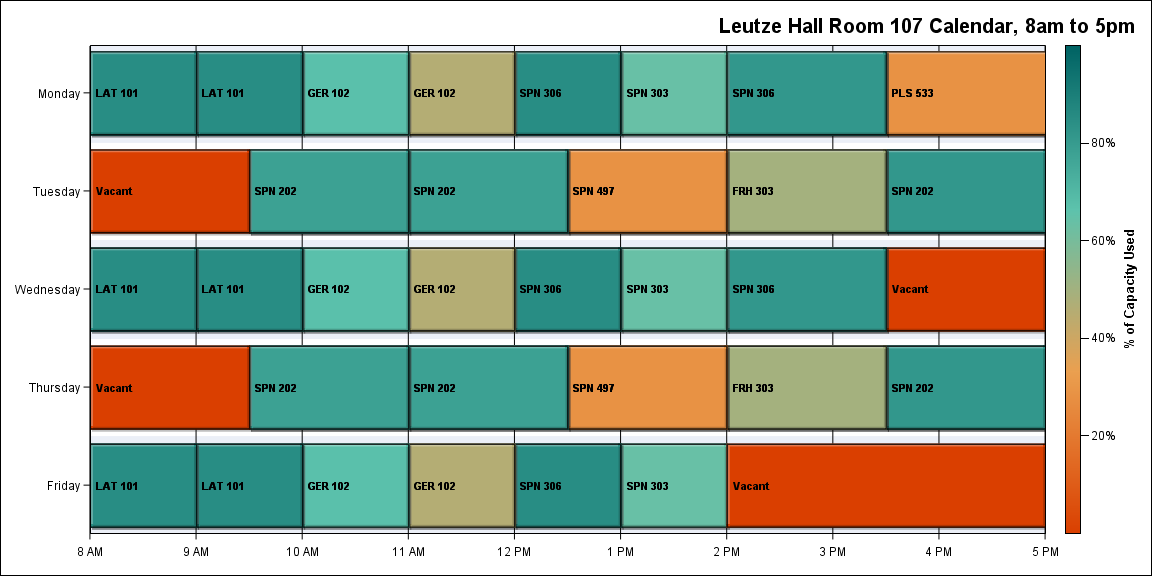 Leutze Hall Room 107 Calendar, 8am to 5pm
Monday
LAT 101
LAT 101
GER 102
GER 102
SPN 306
SPN 303
SPN 306
PLS 533
Tuesday
Vacant
SPN 202
SPN 202
SPN 497
FRH 303
SPN 202
Wednesday
LAT 101
LAT 101
GER 102
GER 102
SPN 306
SPN 303
SPN 306
Vacant
Thursday
Vacant
SPN 202
SPN 202
SPN 497
FRH 303
SPN 202
Friday
LAT 101
LAT 101
GER 102
GER 102
SPN 306
SPN 303
Vacant
8 AM
9 AM
10 AM
11 AM
12 PM
1 PM
2 PM
3 PM
4 PM
5 PM
80%
60%
40%
20%
% of Capacity Used